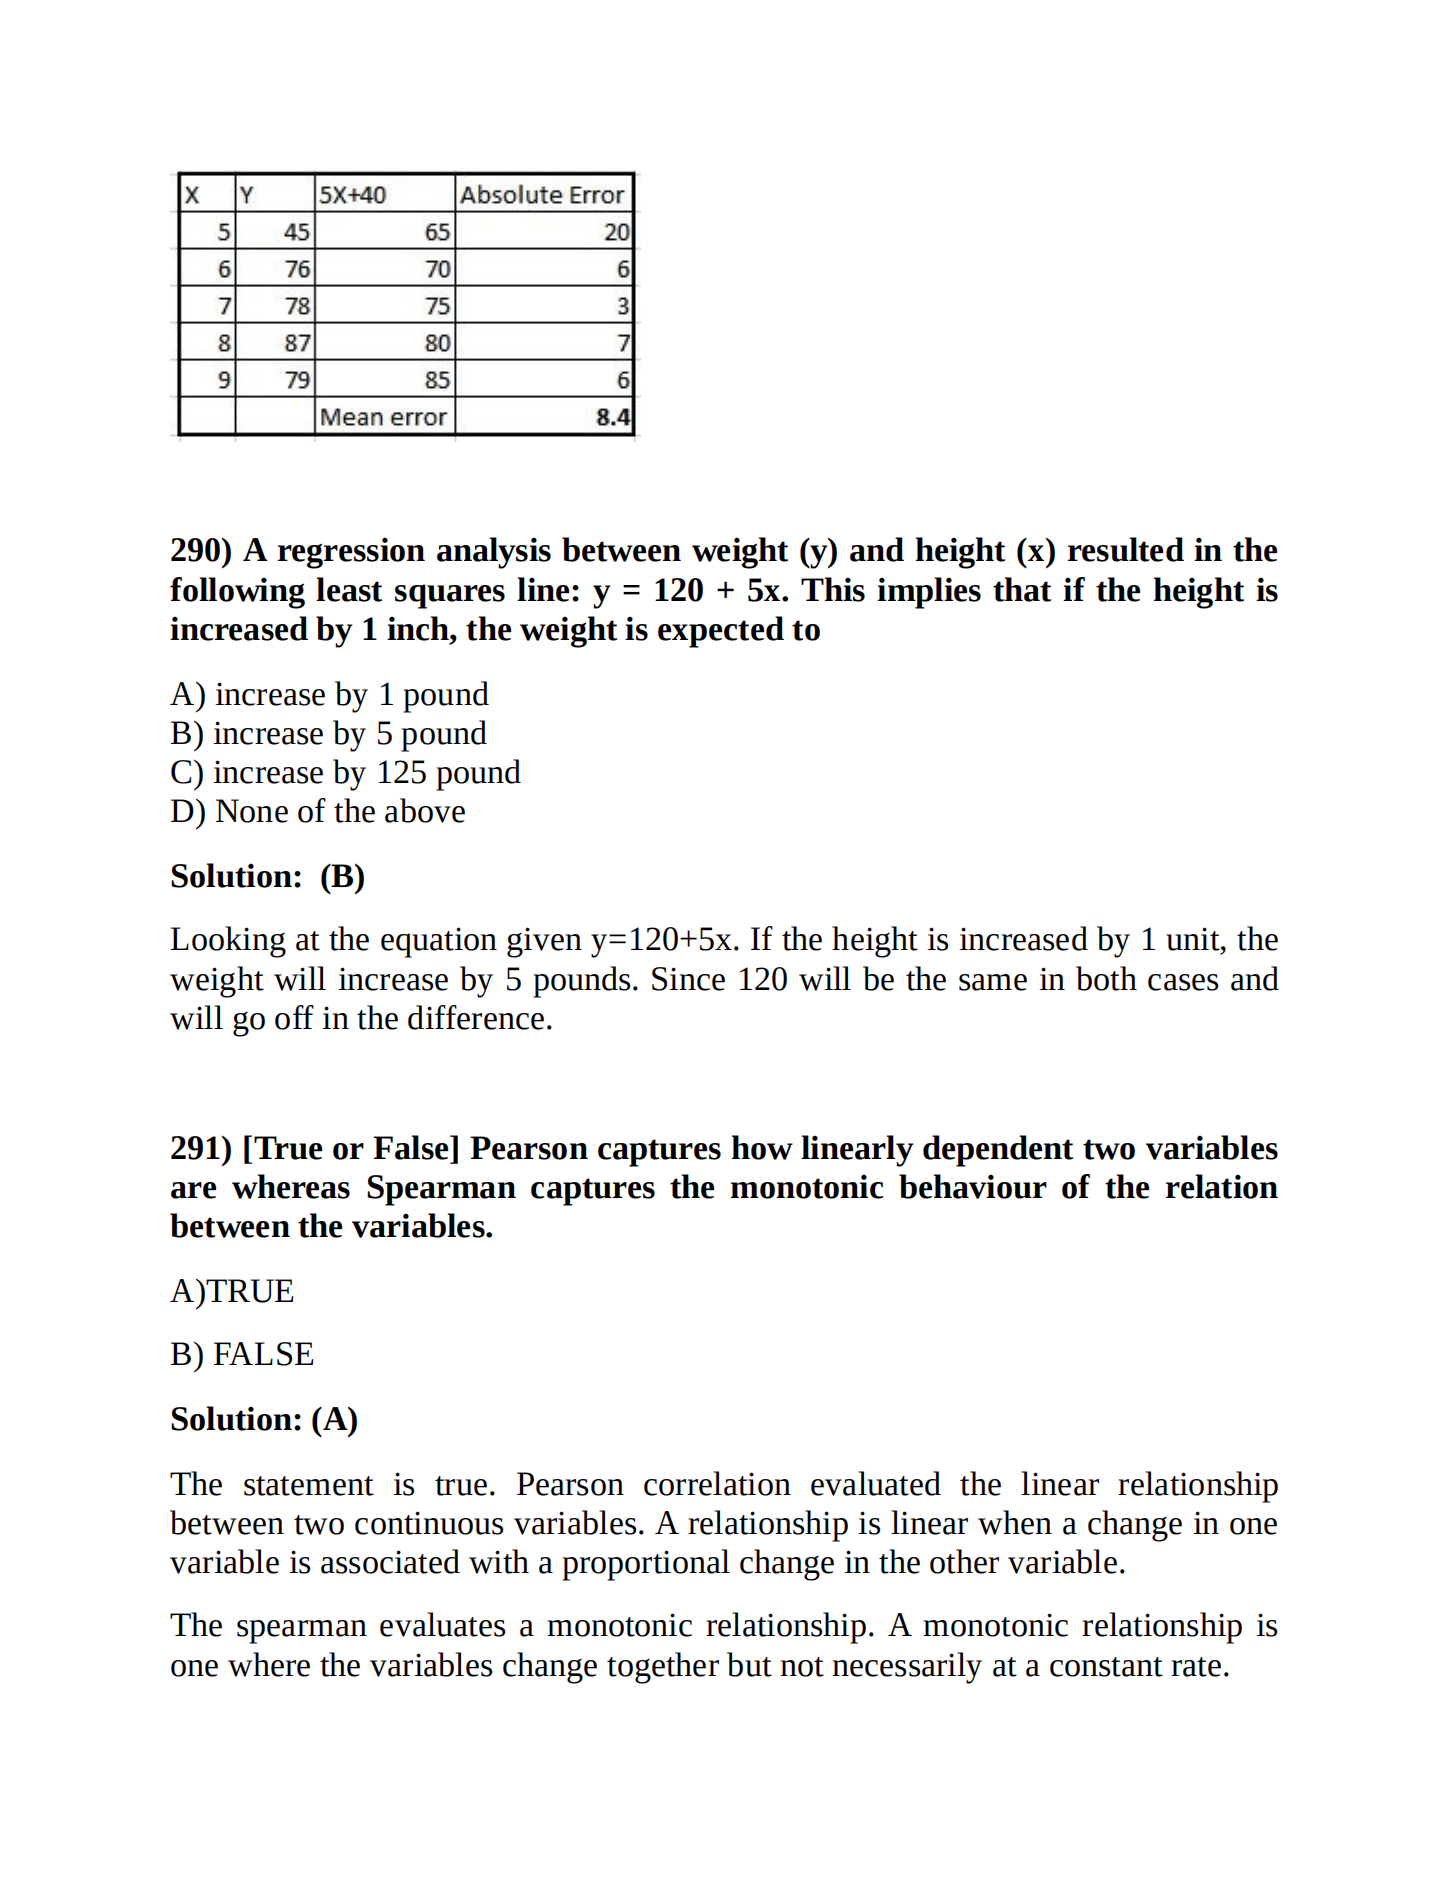 X Y 5X+40 Absolute Error
5 45 65 20
6 76 70 6
7 78 75 3
8 87 80 7
9 79 85 6
Mean error 8.4
290) A regression analysis between weight (y) and height (x) resulted in the
following least squares line: y = 120 + 5x. This implies that if the height is
increased by 1 inch, the weight is expected to
A) increase by 1 pound
B) increase by 5 pound
C) increase by 125 pound
D) None of the above
Solution: (B)
Looking at the equation given y=120+5x. If the height is increased by 1 unit, the
weight will increase by 5 pounds. Since 120 will be the same in both cases and
will go off in the difference.
291) [True or False] Pearson captures how linearly dependent two variables
are whereas Spearman captures the monotonic behaviour of the relation
between the variables.
A)TRUE
B) FALSE
Solution: (A)
The statement is true. Pearson correlation evaluated the linear relationship
between two continuous variables. A relationship is linear when a change in one
variable is associated with a proportional change in the other variable.
The spearman evaluates a monotonic relationship. A monotonic relationship is
one where the variables change together but not necessarily at a constant rate.